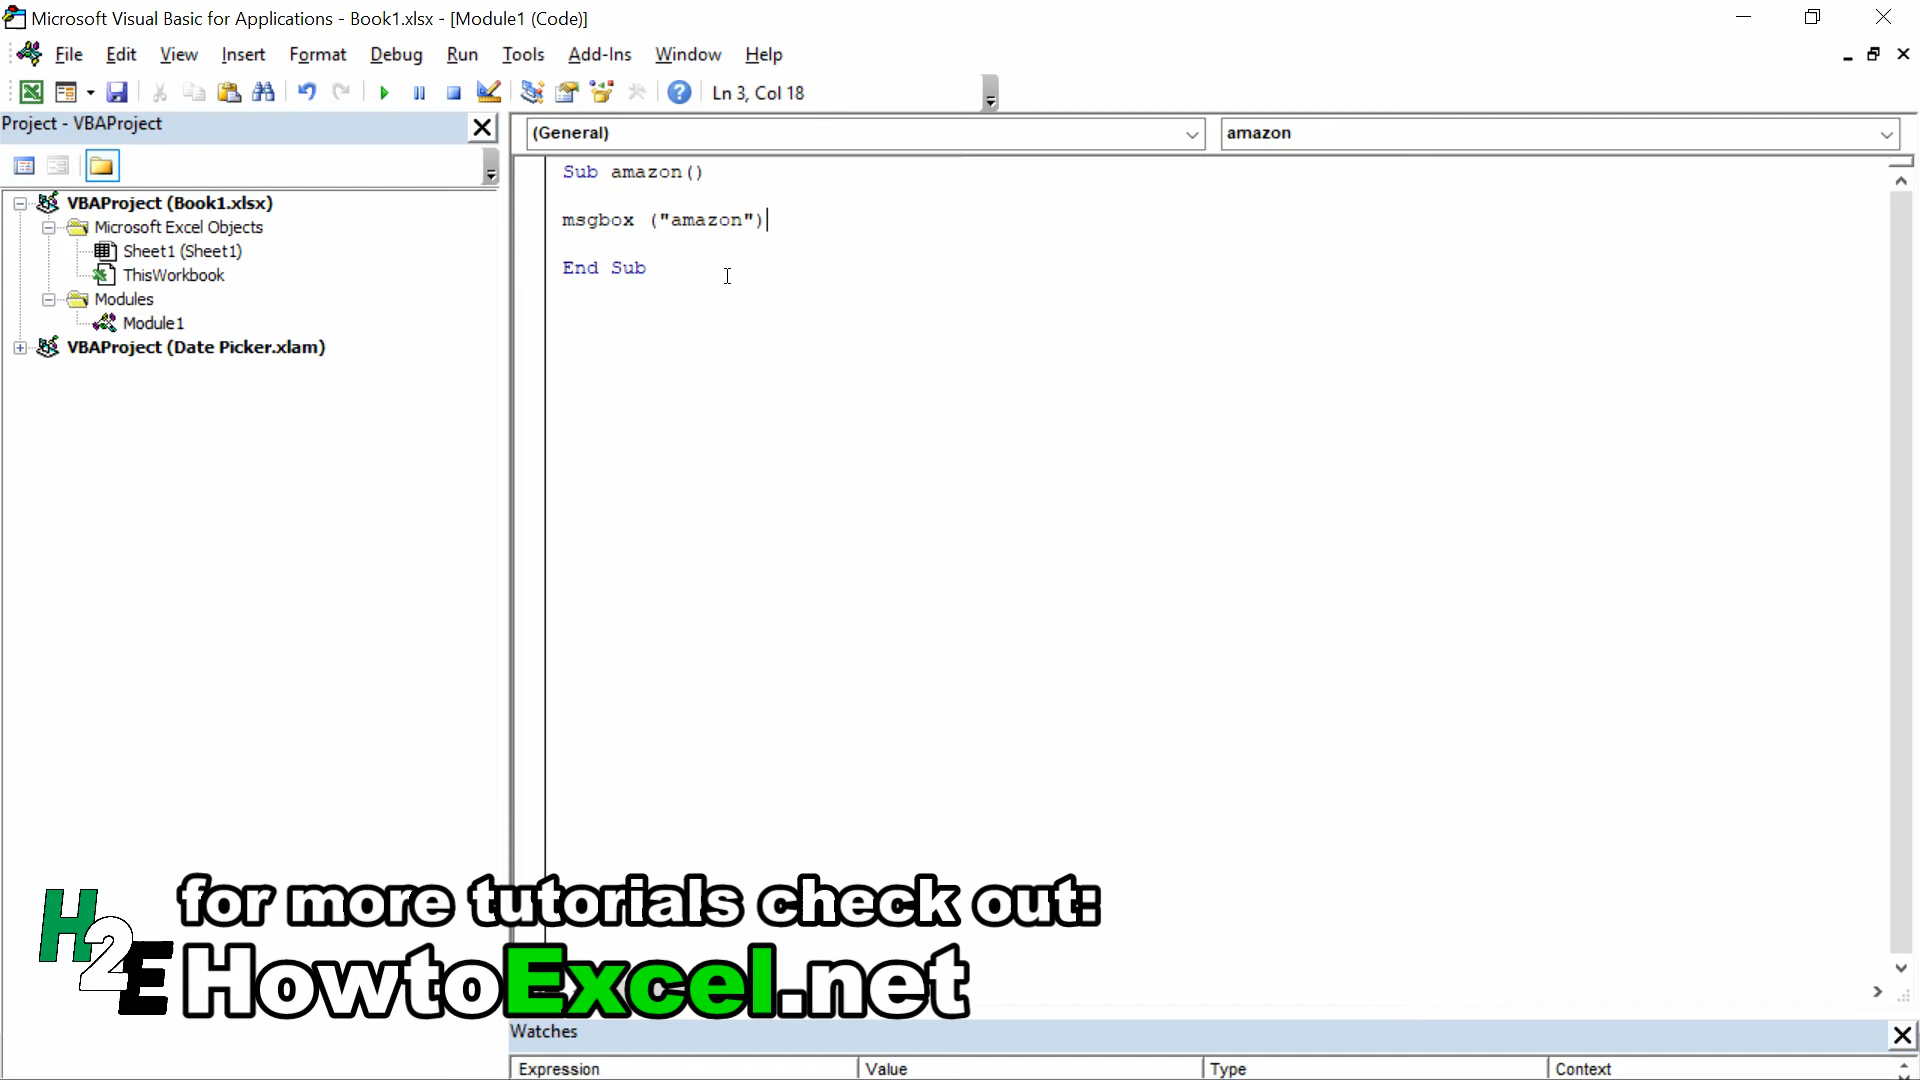 Microsoft Visual Basic for Applications - Book1.xlsx - [Module1 (Code)]
File Edit View Insert Format Debug Run Tools Add-Ins Window Help
Ln 3, Col 18
Project - VBAProject
(General)
amazon
VBAProject (Book1.xlsx)
Microsoft Excel Objects
Sheet1 (Sheet1)
ThisWorkbook
Modules
Module1
VBAProject (Date Picker.xlam)
Sub amazon()
msgbox ("amazon")
End Sub
for more tutorials check out:
H2E HowtoExcel.net
Watches
Expression Value Type Context